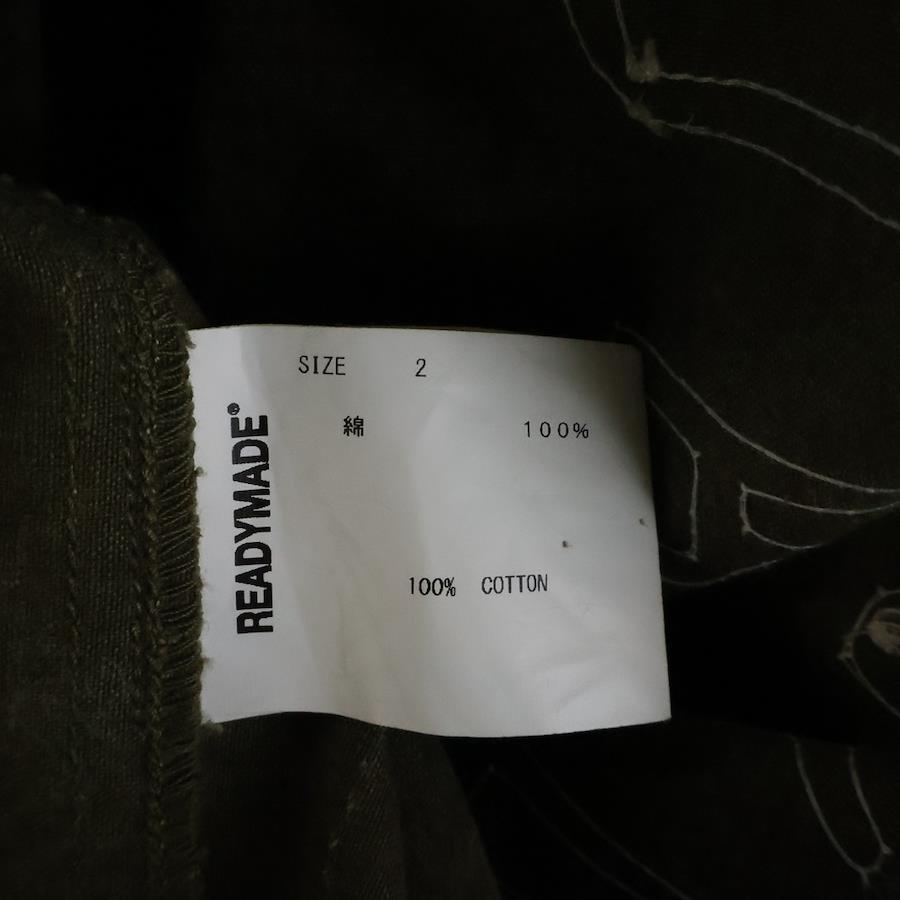 SIZE 2
綿 100%
100% COTTON
READYMADE®